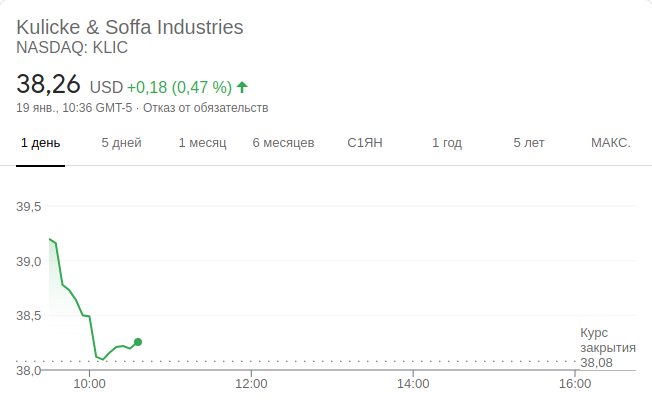 Kulicke & Soffa Industries
NASDAQ: KLIC
38,26 USD +0,18 (0,47 %)
19 янв., 10:36 GMT-5 · Отказ от обязательств
1 день 5 дней 1 месяц 6 месяцев С1ЯН 1 год 5 лет МАКС.
39,5
39,0
38,5
38,0
Курс
закрытия
38,08
10:00 12:00 14:00 16:00